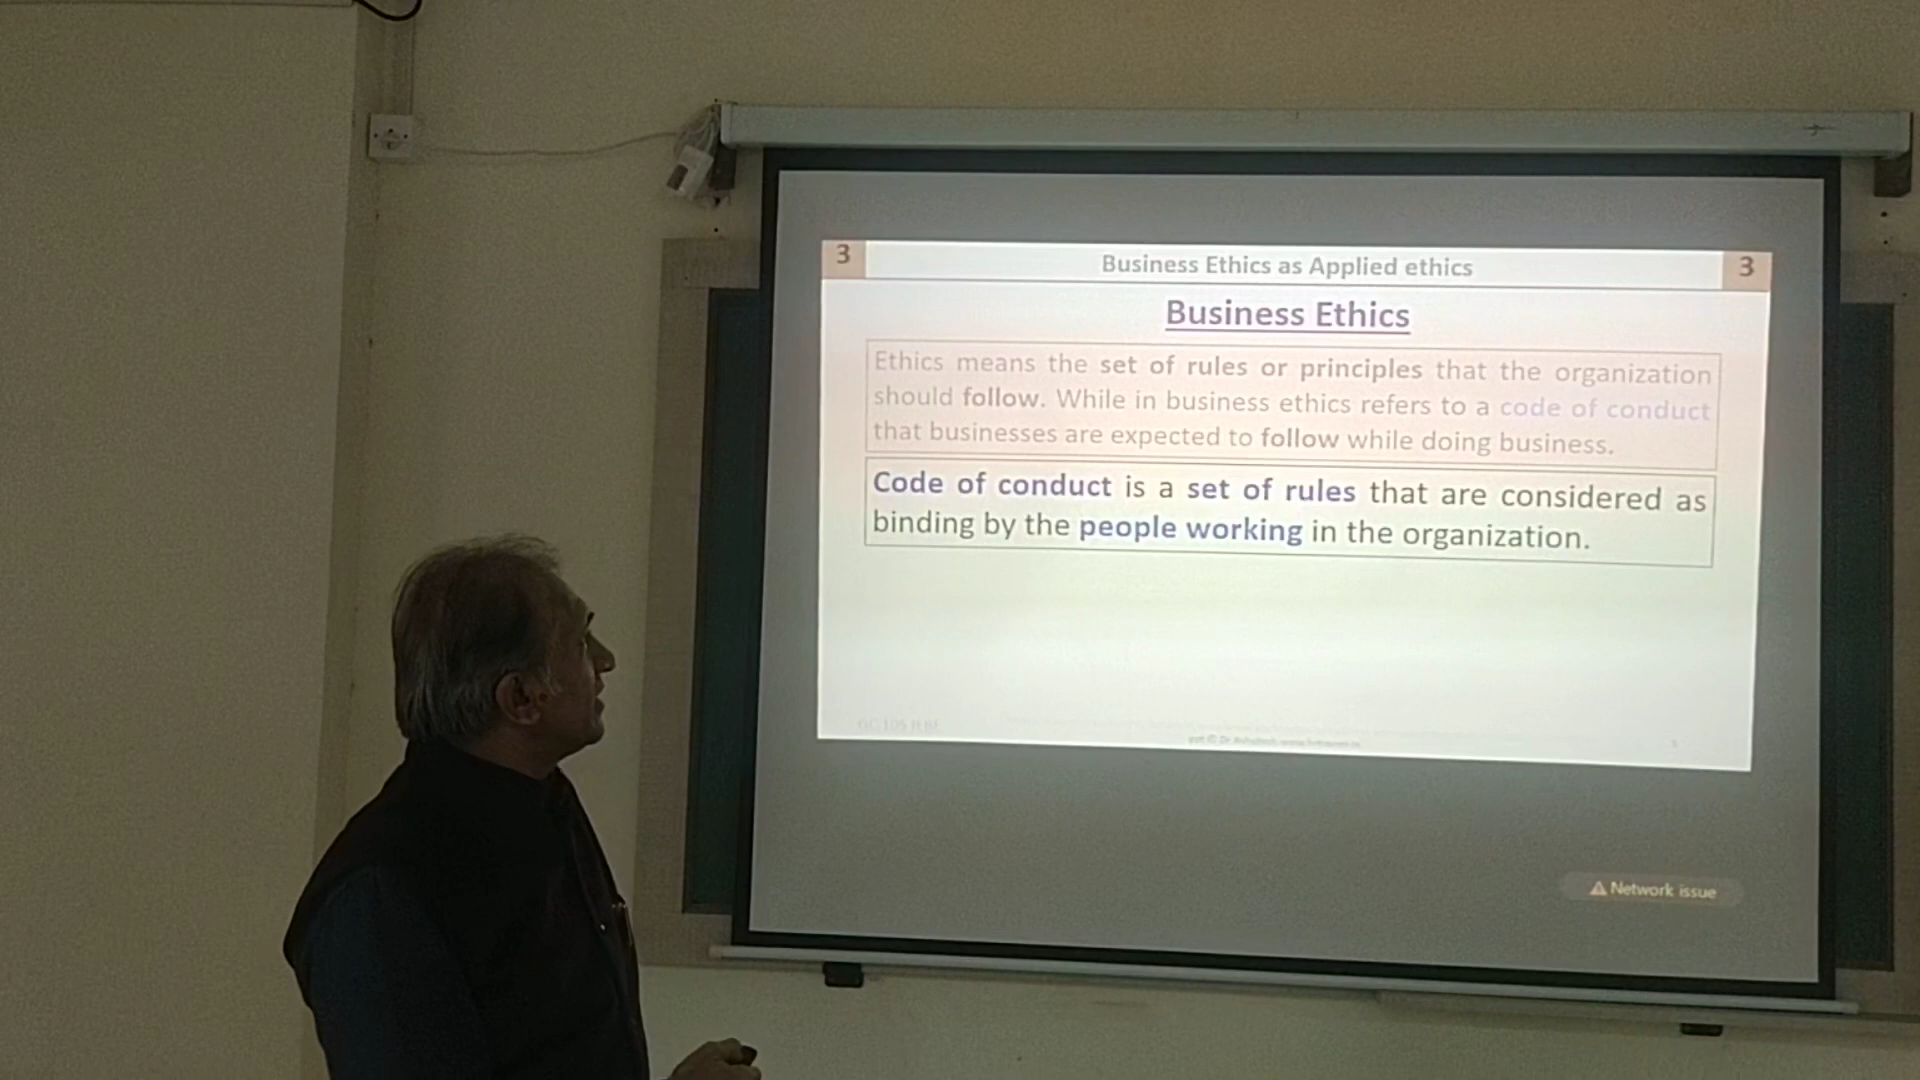 3 Business Ethics as Applied ethics 3
Business Ethics
Ethics means the set of rules or principles that the organization
should follow. While in business ethics refers to a code of conduct
that businesses are expected to follow while doing business.
Code of conduct is a set of rules that are considered as
binding by the people working in the organization.
Network issue